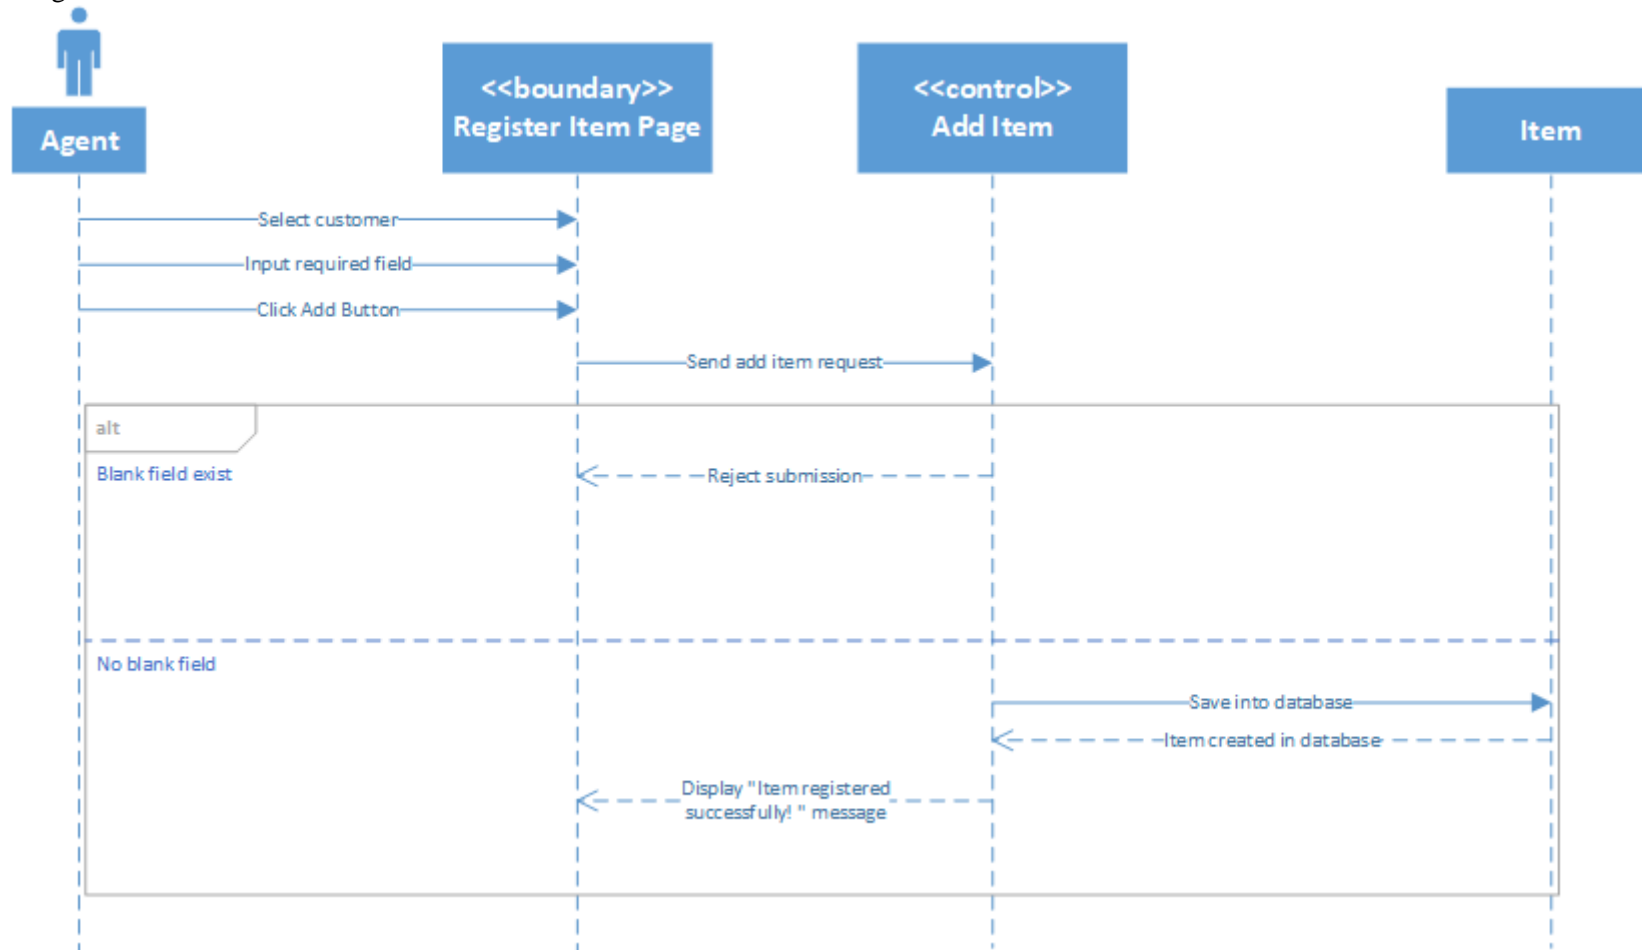 Agent
<<boundary>>
Register Item Page
<<control>>
Add Item
Item
Select customer
Input required field
Click Add Button
Send add item request
alt
Blank field exist
Reject submission
No blank field
Save into database
Item created in database
Display "Item registered
successfully! " message